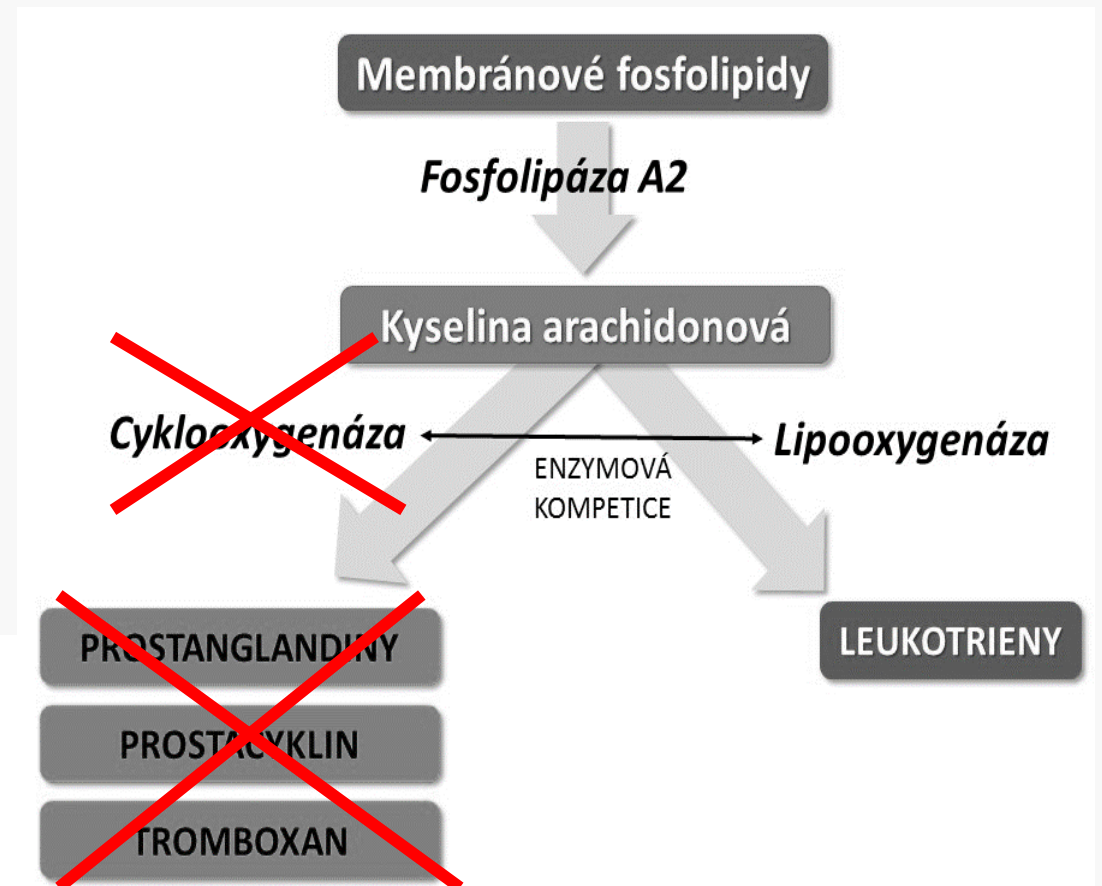 Membránové fosfolipidy
Fosfolipáza A2
Kyselina arachidonová
Cyklooxygenáza
ENZYMOVÁ
KOMPETICE
Lipooxygenáza
PROSTANGLANDINY
PROSTACYKLIN
TROMBOXAN
LEUKOTRIENY